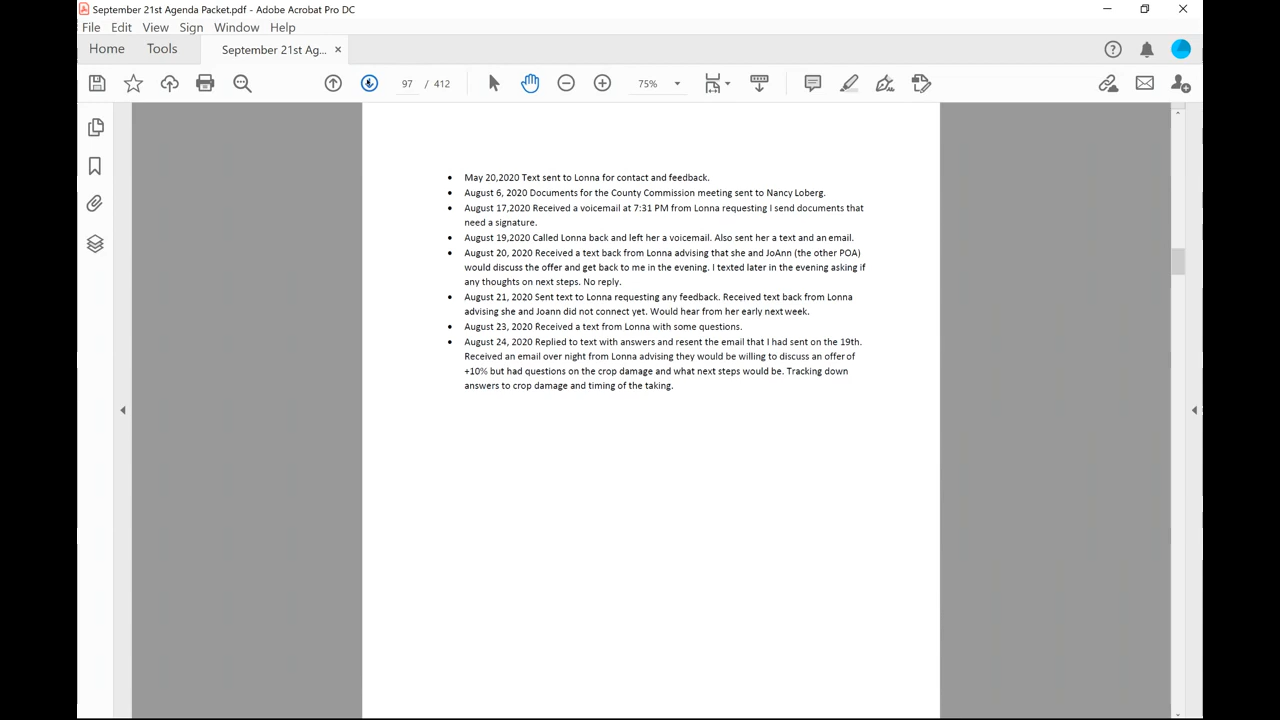 September 21st Agenda Packet.pdf - Adobe Acrobat Pro DC
File Edit View Sign Window Help
Home Tools September 21st Ag... ×
97 / 412 75%
• May 20,2020 Text sent to Lonna for contact and feedback.
• August 6, 2020 Documents for the County Commission meeting sent to Nancy Loberg.
• August 17,2020 Received a voicemail at 7:31 PM from Lonna requesting I send documents that
need a signature.
• August 19,2020 Called Lonna back and left her a voicemail. Also sent her a text and an email.
• August 20, 2020 Received a text back from Lonna advising that she and JoAnn (the other POA)
would discuss the offer and get back to me in the evening. I texted later in the evening asking if
any thoughts on next steps. No reply.
• August 21, 2020 Sent text to Lonna requesting any feedback. Received text back from Lonna
advising she and Joann did not connect yet. Would hear from her early next week.
• August 23, 2020 Received a text from Lonna with some questions.
• August 24, 2020 Replied to text with answers and resent the email that I had sent on the 19th.
Received an email over night from Lonna advising they would be willing to discuss an offer of
+10% but had questions on the crop damage and what next steps would be. Tracking down
answers to crop damage and timing of the taking.